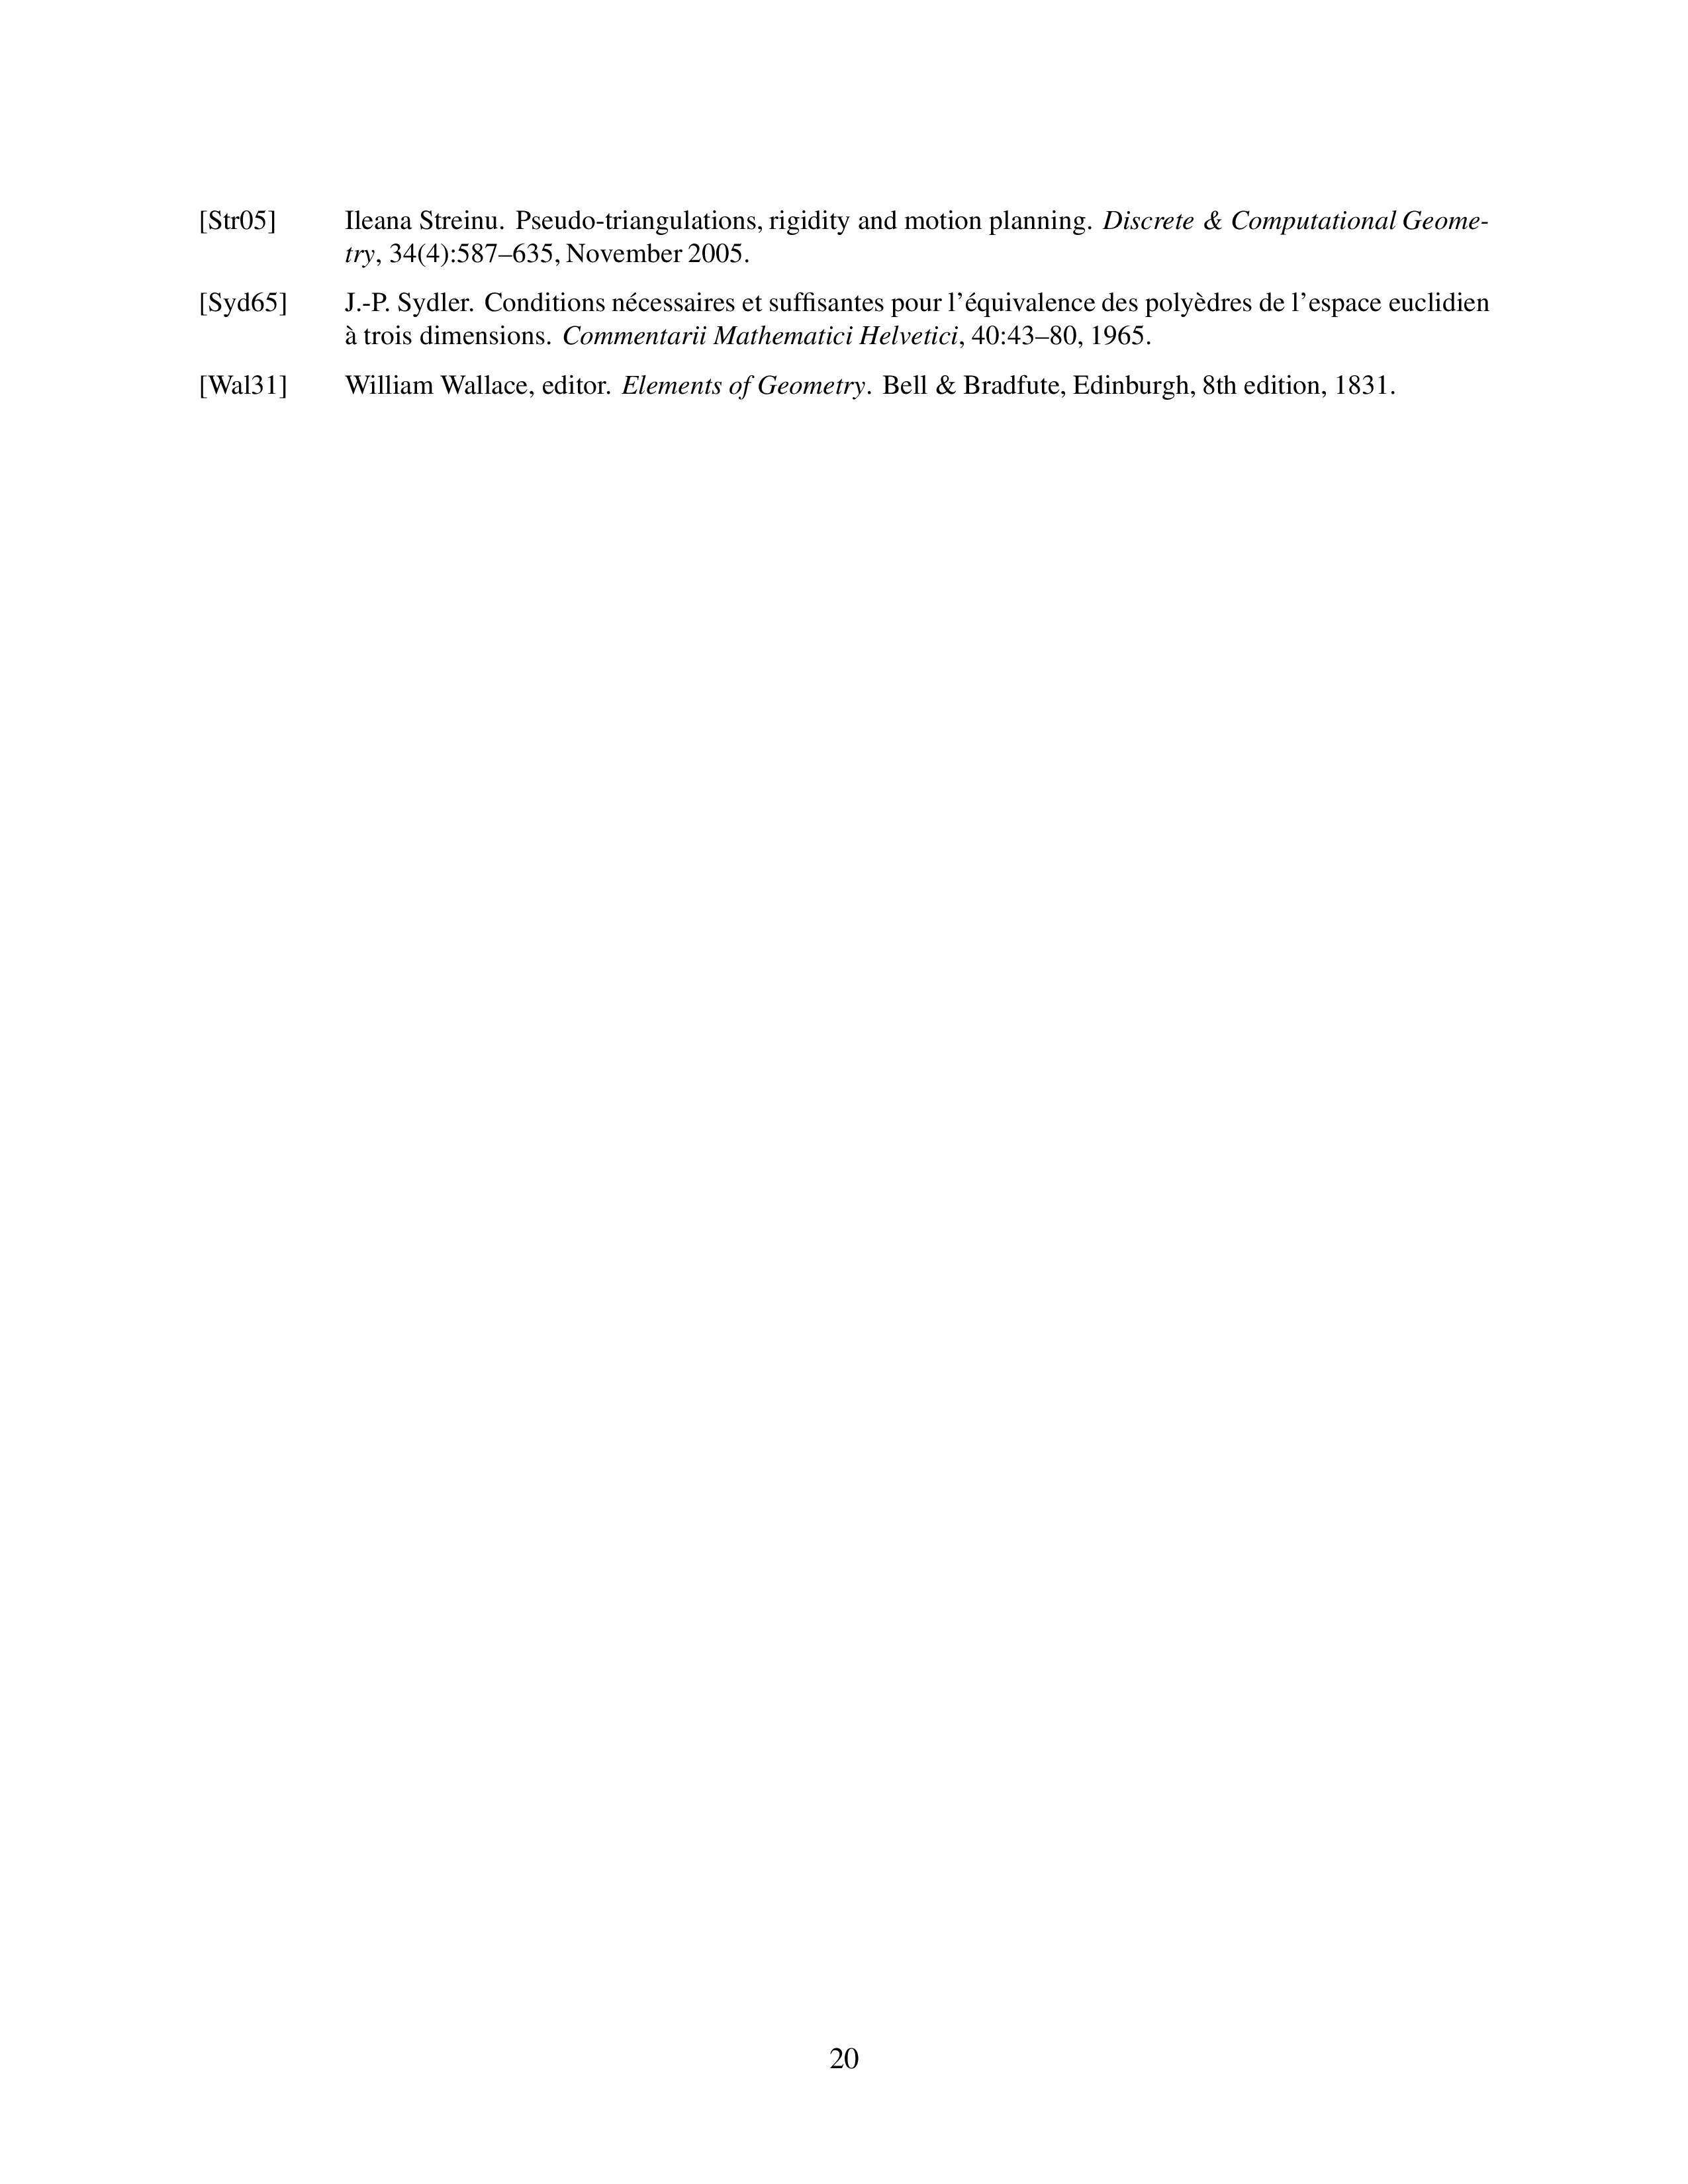 [Str05] Ileana Streinu. Pseudo-triangulations, rigidity and motion planning. Discrete & Computational Geome-
try, 34(4):587–635, November 2005.
[Syd65] J.-P. Sydler. Conditions nécessaires et suffisantes pour l'équivalence des polyèdres de l'espace euclidien
à trois dimensions. Commentarii Mathematici Helvetici, 40:43–80, 1965.
[Wal31] William Wallace, editor. Elements of Geometry. Bell & Bradfute, Edinburgh, 8th edition, 1831.
20